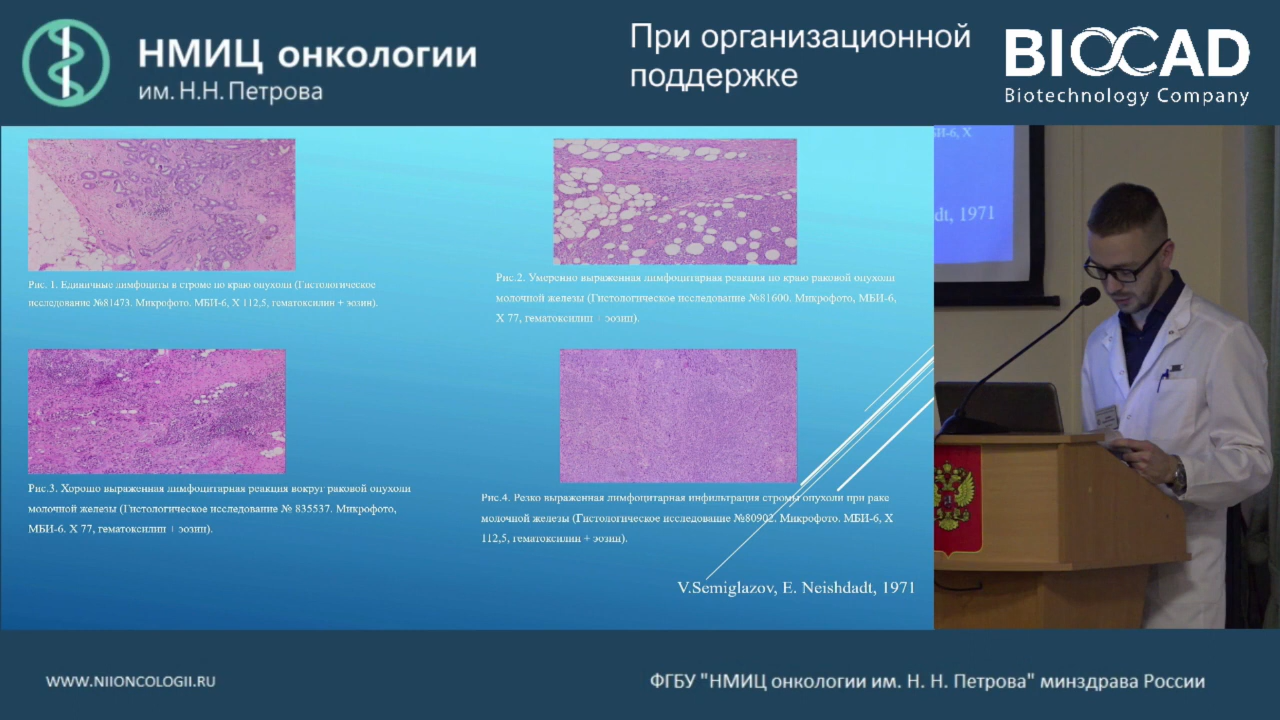 НМИЦ онкологии
им. Н.Н. Петрова
При организационной
поддержке
BIOCAD
Biotechnology Company
Рис. 1. Единичные лимфоциты в строме по краю опухоли (Гистологическое
исследование №81473. Микрофото. МБИ-6, Х 112,5, гематоксилин + эозин).
Рис.2. Умеренно выраженная лимфоцитарная реакция по краю раковой опухоли
молочной железы (Гистологическое исследование №81600. Микрофото, МБИ-6,
Х 77, гематоксилин + эозин).
Рис.3. Хорошо выраженная лимфоцитарная реакция вокруг раковой опухоли
молочной железы (Гистологическое исследование № 835537. Микрофото,
МБИ-6. Х 77, гематоксилин + эозин).
Рис.4. Резко выраженная лимфоцитарная инфильтрация стромы опухоли при раке
молочной железы (Гистологическое исследование №80902. Микрофото. МБИ-6, Х
112,5, гематоксилин + эозин).
V.Semiglazov, E. Neishdadt, 1971
БИ-6, Х
dt, 1971
WWW.NIIONCOLOGII.RU
ФГБУ "НМИЦ онкологии им. Н. Н. Петрова" минздрава России